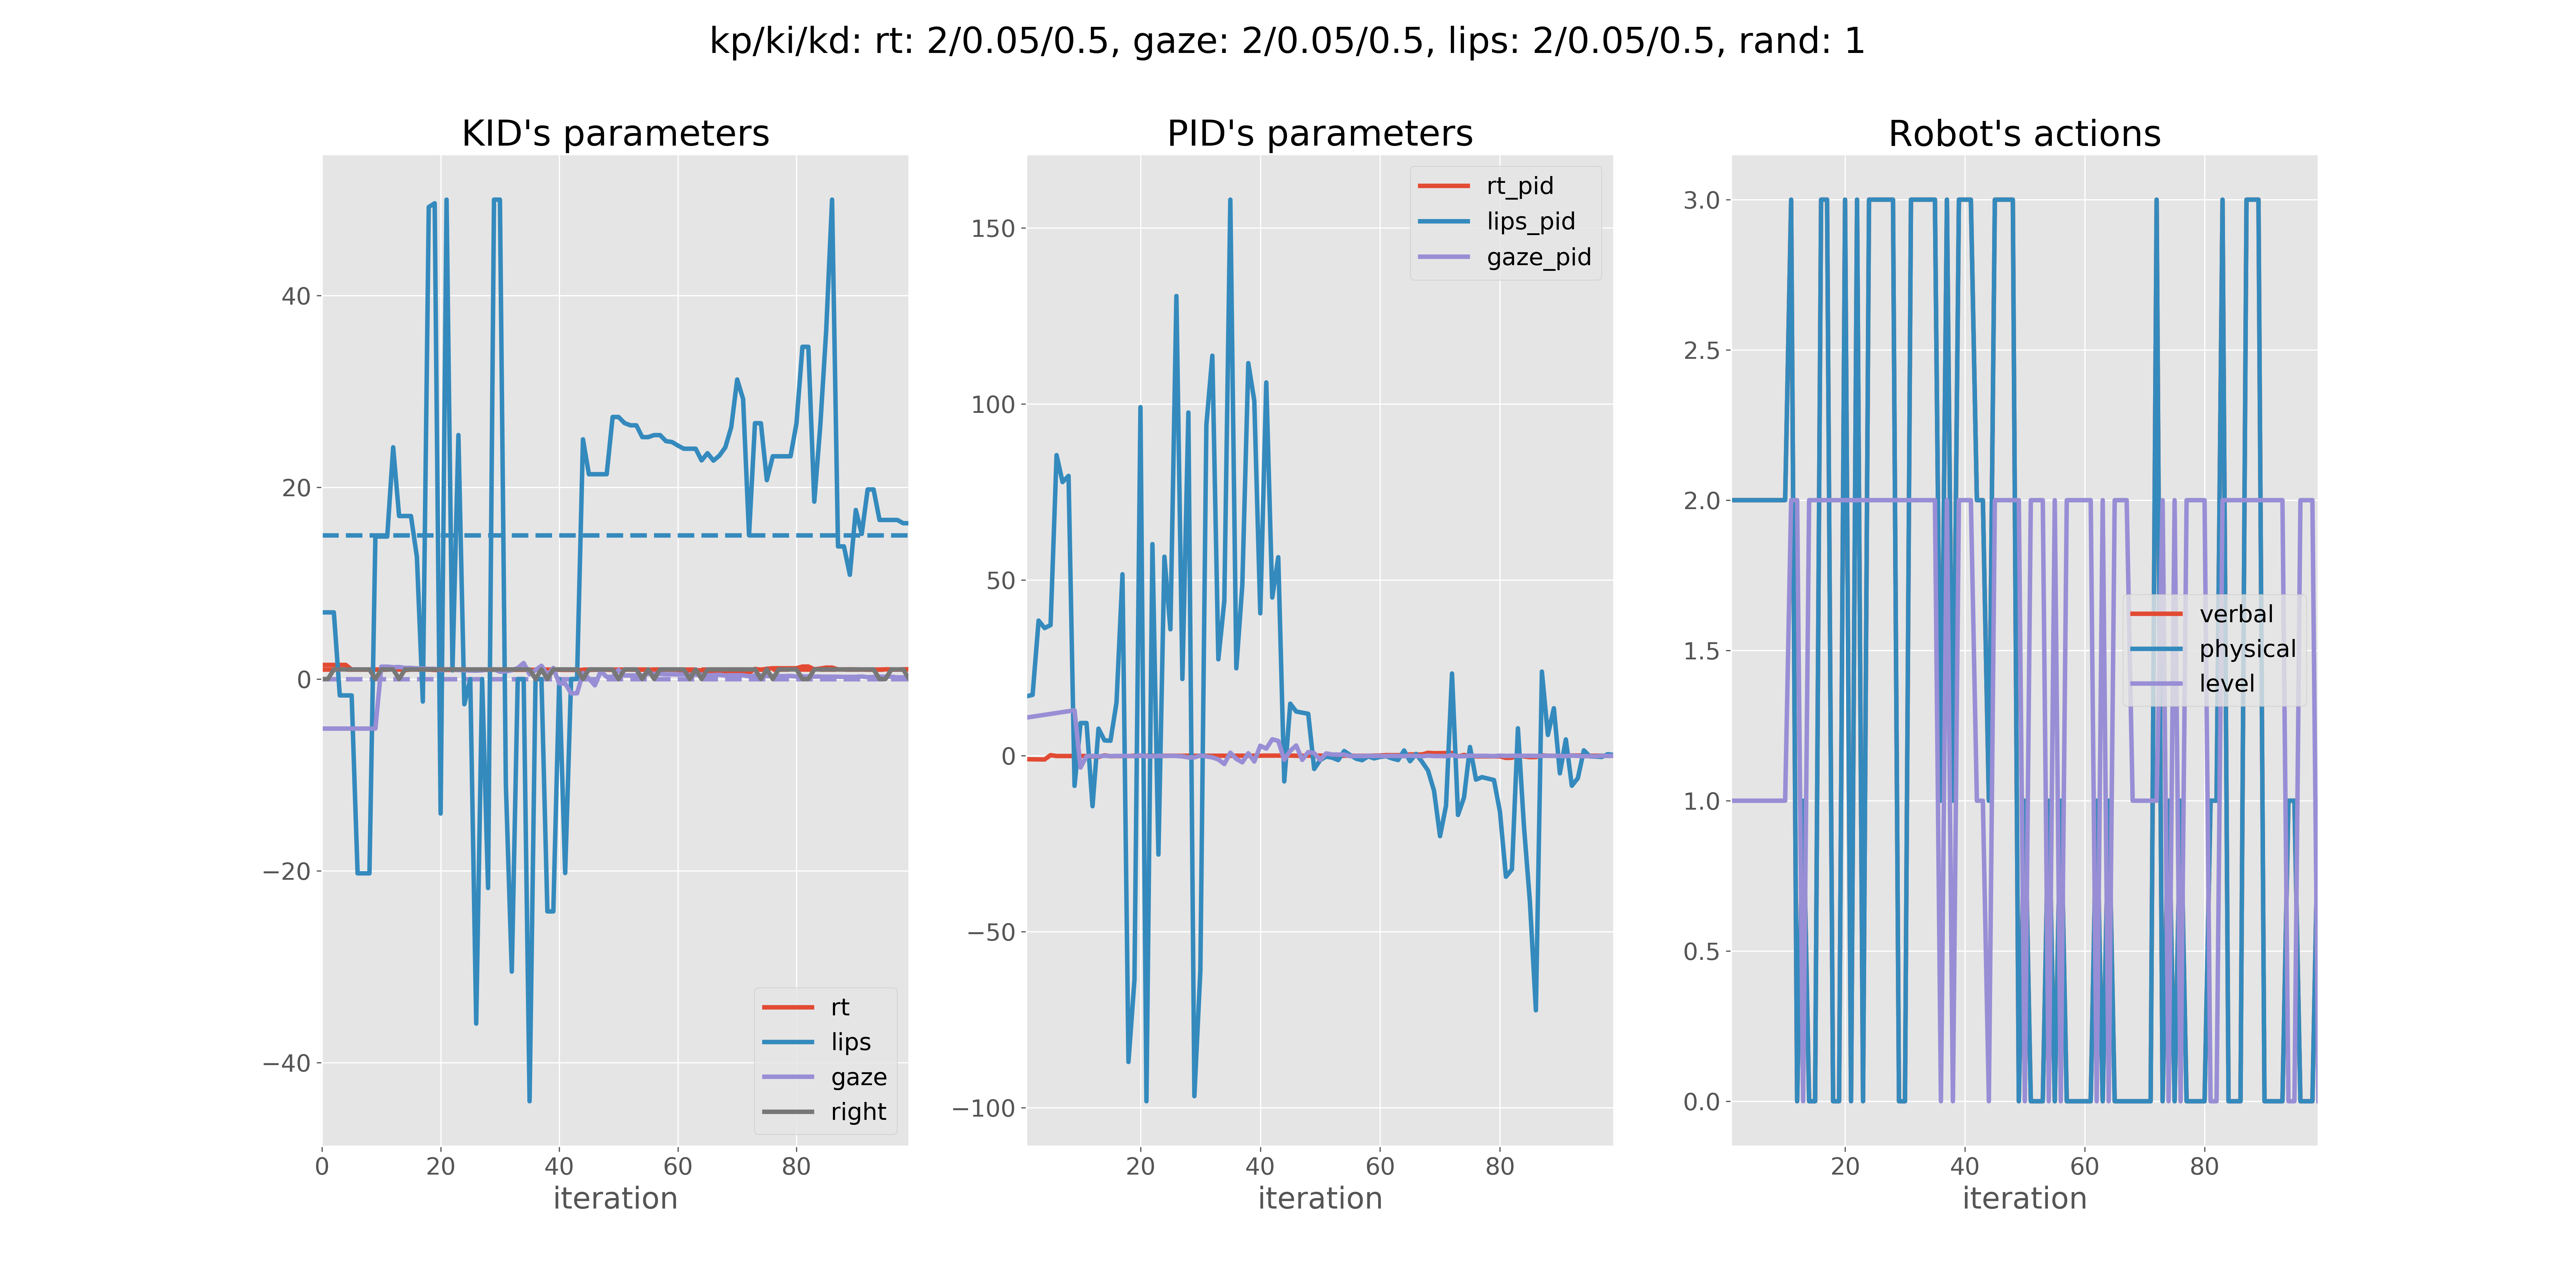 kp/ki/kd: rt: 2/0.05/0.5, gaze: 2/0.05/0.5, lips: 2/0.05/0.5, rand: 1
KID's parameters
40
20
0
−20
−40
0 20 40 60 80
iteration
rt
lips
gaze
right
PID's parameters
150
100
50
0
−50
−100
20 40 60 80
iteration
rt_pid
lips_pid
gaze_pid
Robot's actions
3.0
2.5
2.0
1.5
1.0
0.5
0.0
20 40 60 80
iteration
verbal
physical
level